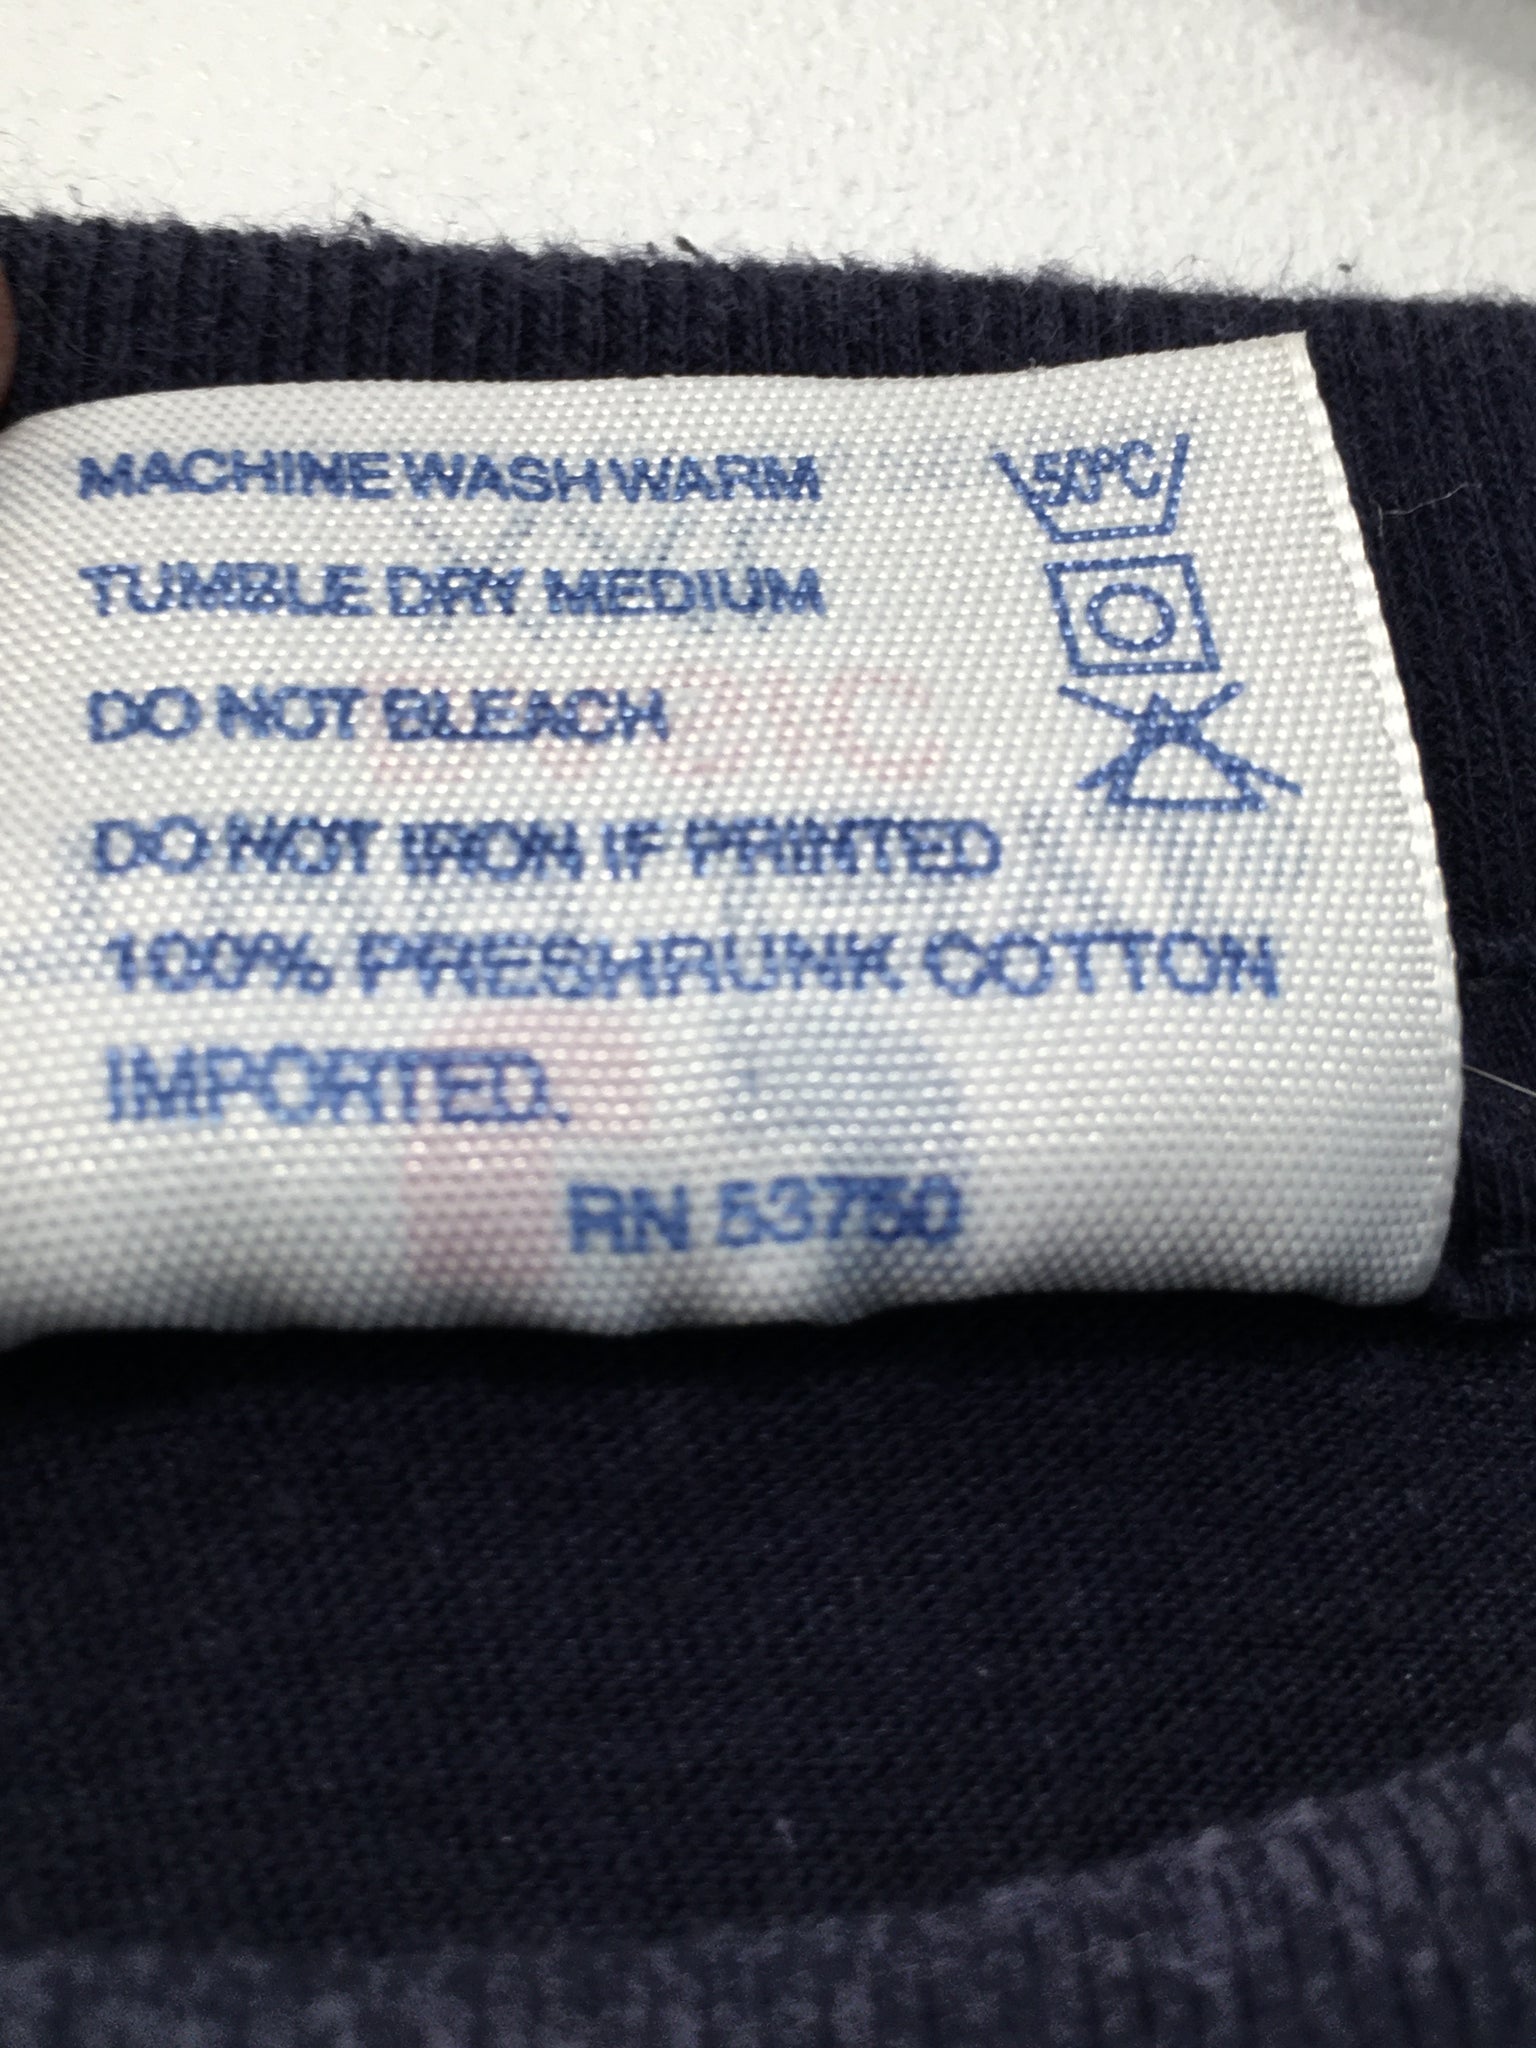 MACHINE WASH WARM
50°C
TUMBLE DRY MEDIUM
DO NOT BLEACH
DO NOT IRON IF PRINTED
100% PRESHRUNK COTTON
IMPORTED.
RN 53750